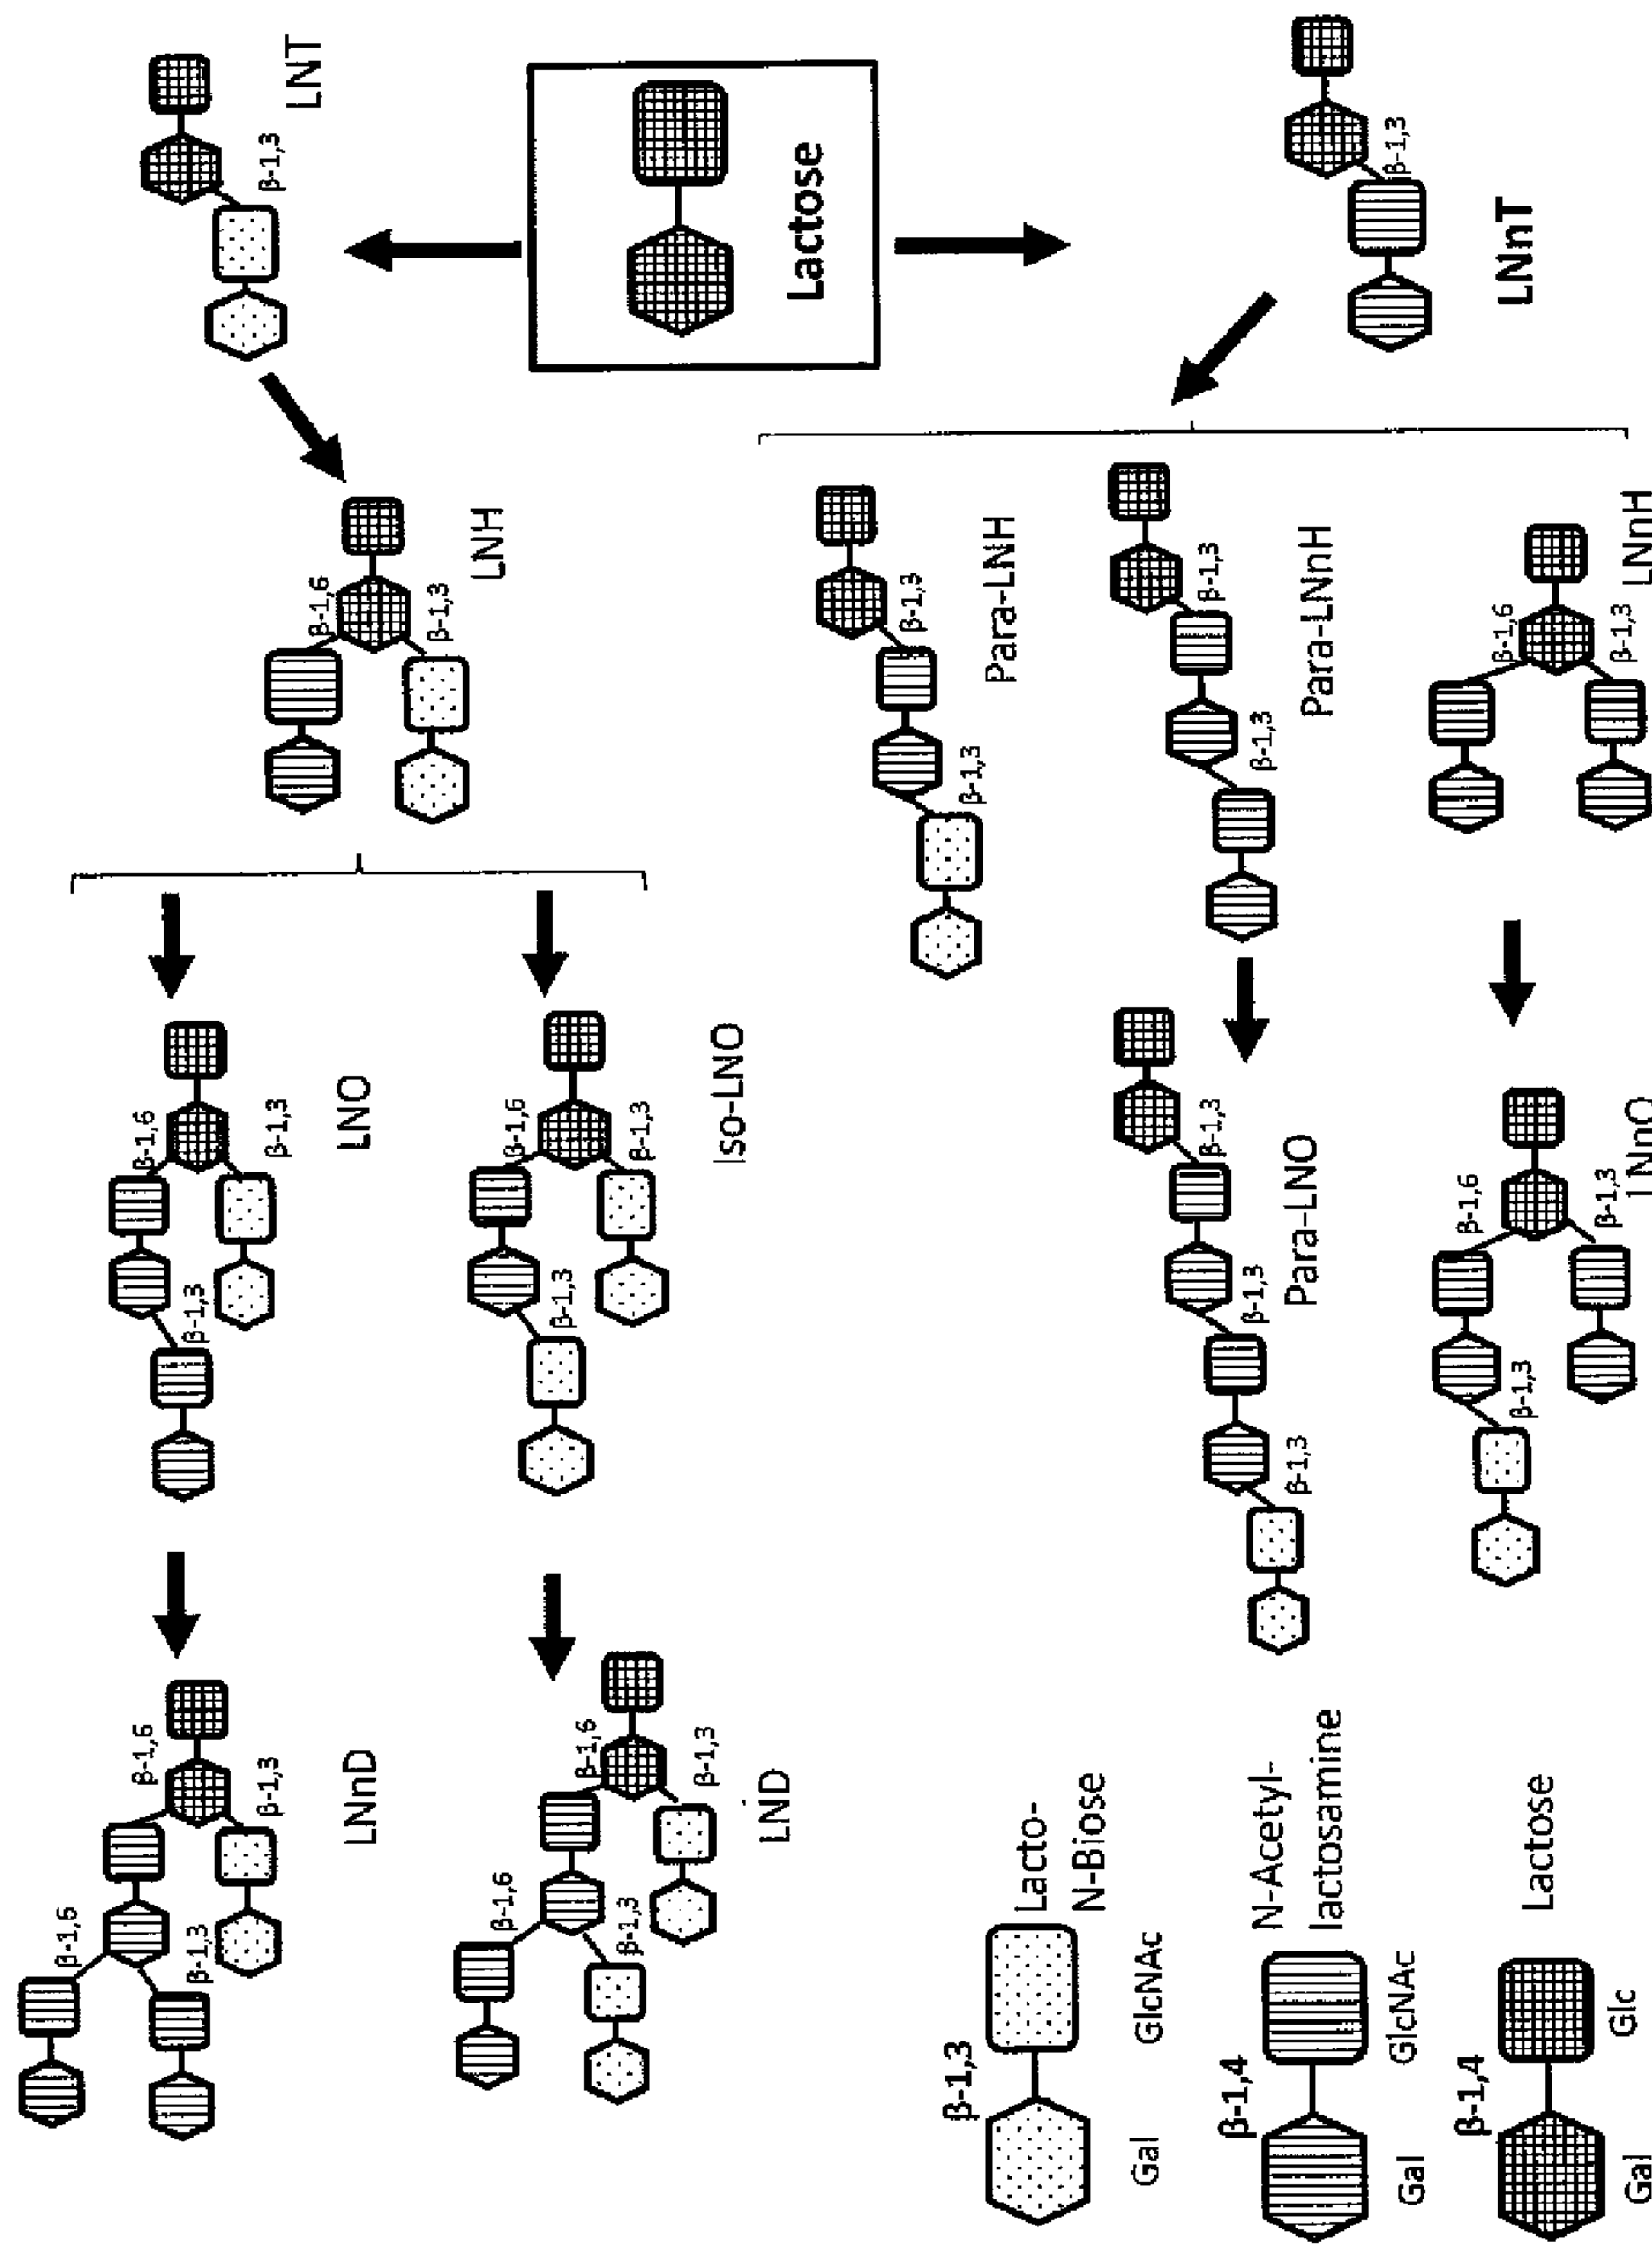 β-1,6
β-1,6
β-1,3
β-1,3
LNnD
β-1,6
β-1,3
β-1,3
LNO
β-1,6
β-1,3
LNH
β-1,3
LNT
β-1,6
β-1,6
β-1,3
β-1,3
LND
β-1,6
β-1,3
β-1,3
Iso-LNO
Lactose
β-1,3
β-1,3
Para-LNH
β-1,3
β-1,3
β-1,3
Para-LNO
β-1,3
β-1,3
Para-LNnH
β-1,3
LNnT
β-1,6
β-1,3
β-1,3
LNnO
β-1,6
β-1,3
LNnH
β-1,3
Lacto-
N-Biose
Gal
GlcNAc
β-1,4
N-Acetyl-
lactosamine
Gal
GlcNAc
β-1,4
Lactose
Gal
Glc